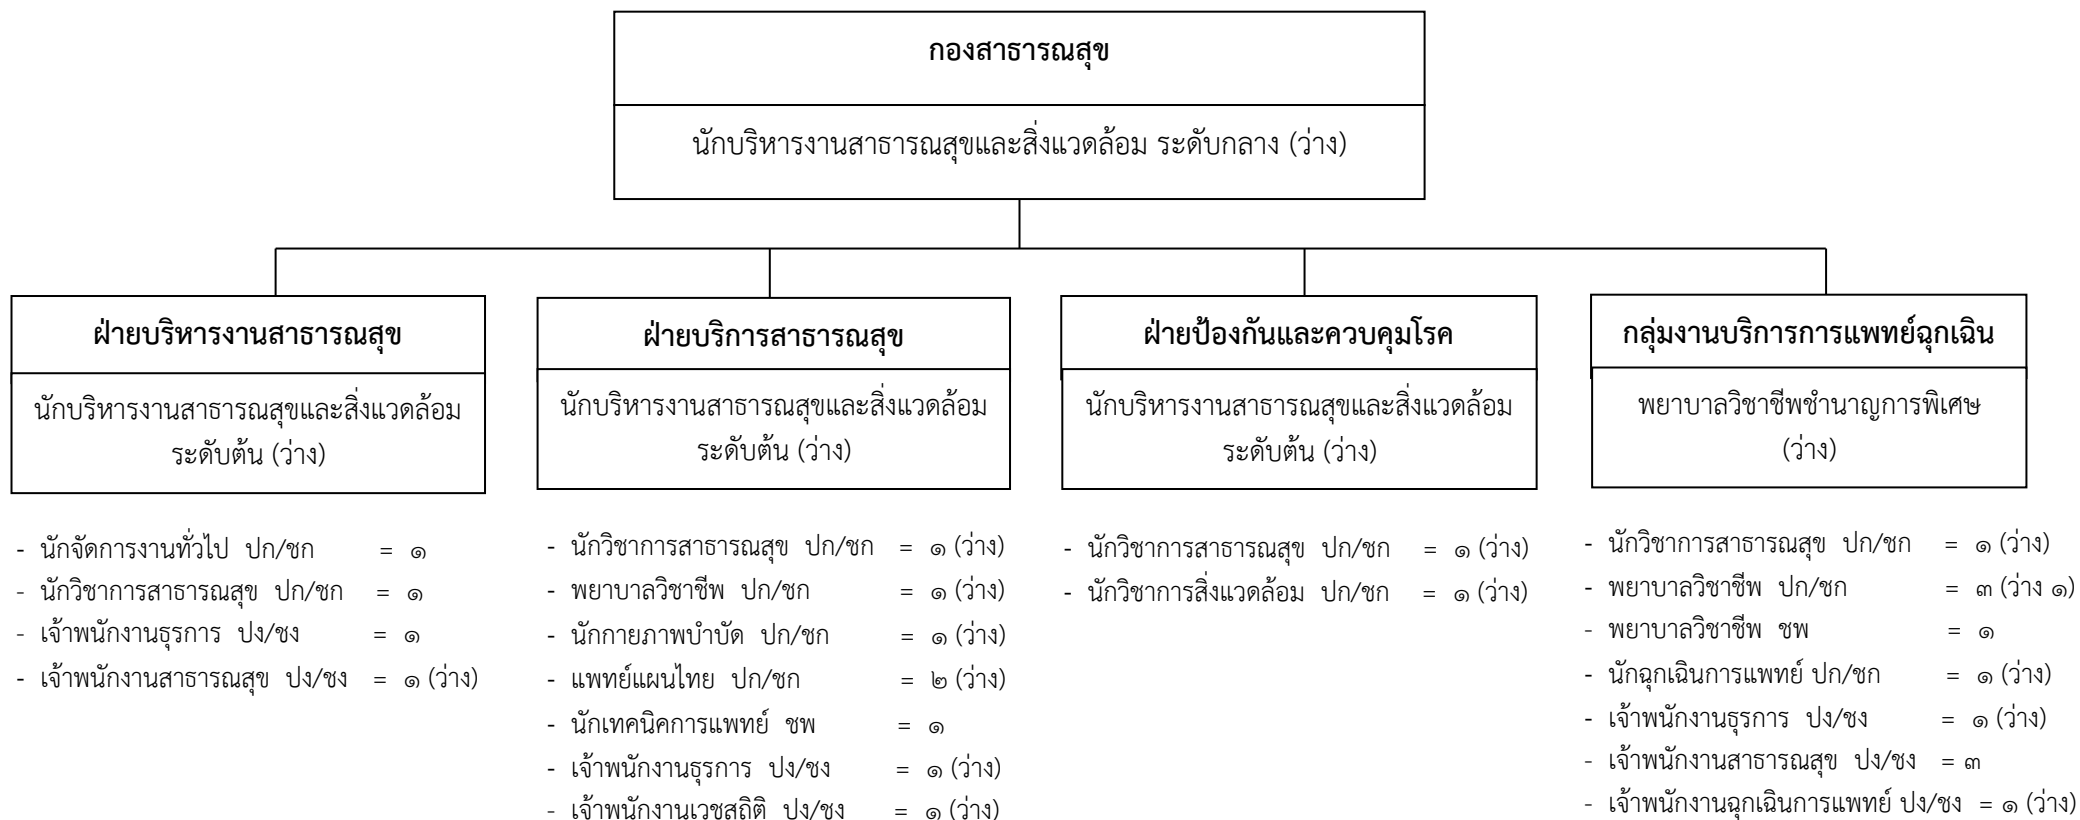 กองสาธารณสุข
นักบริหารงานสาธารณสุขและสิ่งแวดล้อม ระดับกลาง (ว่าง)
ฝ่ายบริหารงานสาธารณสุข
นักบริหารงานสาธารณสุขและสิ่งแวดล้อม
ระดับต้น (ว่าง)
- นักจัดการงานทั่วไป ปก/ชก = ๑
- นักวิชาการสาธารณสุข ปก/ชก = ๑
- เจ้าพนักงานธุรการ ปง/ชง = ๑
- เจ้าพนักงานสาธารณสุข ปง/ชง = ๑ (ว่าง)
ฝ่ายบริการสาธารณสุข
นักบริหารงานสาธารณสุขและสิ่งแวดล้อม
ระดับต้น (ว่าง)
- นักวิชาการสาธารณสุข ปก/ชก = ๑ (ว่าง)
- พยาบาลวิชาชีพ ปก/ชก = ๑ (ว่าง)
- นักกายภาพบำบัด ปก/ชก = ๑ (ว่าง)
- แพทย์แผนไทย ปก/ชก = ๒ (ว่าง)
- นักเทคนิคการแพทย์ ชพ = ๑
- เจ้าพนักงานธุรการ ปง/ชง = ๑ (ว่าง)
- เจ้าพนักงานเวชสถิติ ปง/ชง = ๑ (ว่าง)
ฝ่ายป้องกันและควบคุมโรค
นักบริหารงานสาธารณสุขและสิ่งแวดล้อม
ระดับต้น (ว่าง)
- นักวิชาการสาธารณสุข ปก/ชก = ๑ (ว่าง)
- นักวิชาการสิ่งแวดล้อม ปก/ชก = ๑ (ว่าง)
กลุ่มงานบริการการแพทย์ฉุกเฉิน
พยาบาลวิชาชีพชำนาญการพิเศษ
(ว่าง)
- นักวิชาการสาธารณสุข ปก/ชก = ๑ (ว่าง)
- พยาบาลวิชาชีพ ปก/ชก = ๓ (ว่าง ๑)
- พยาบาลวิชาชีพ ชพ = ๑
- นักฉุกเฉินการแพทย์ ปก/ชก = ๑ (ว่าง)
- เจ้าพนักงานธุรการ ปง/ชง = ๑ (ว่าง)
- เจ้าพนักงานสาธารณสุข ปง/ชง = ๓
- เจ้าพนักงานฉุกเฉินการแพทย์ ปง/ชง = ๑ (ว่าง)